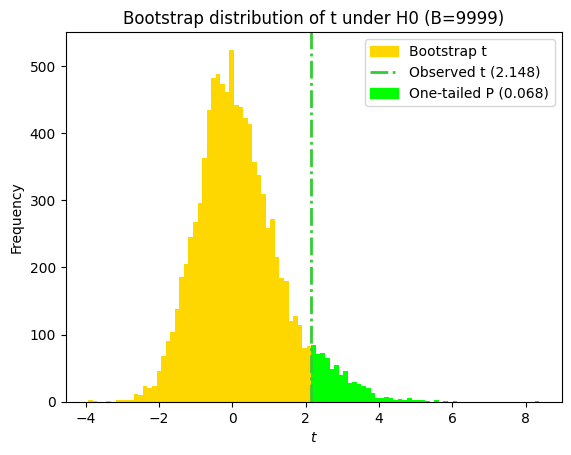 Bootstrap distribution of t under H0 (B=9999)
Bootstrap t
Observed t (2.148)
One-tailed P (0.068)
Frequency
500
400
300
200
100
0
−4
−2
0
2
4
6
8
t